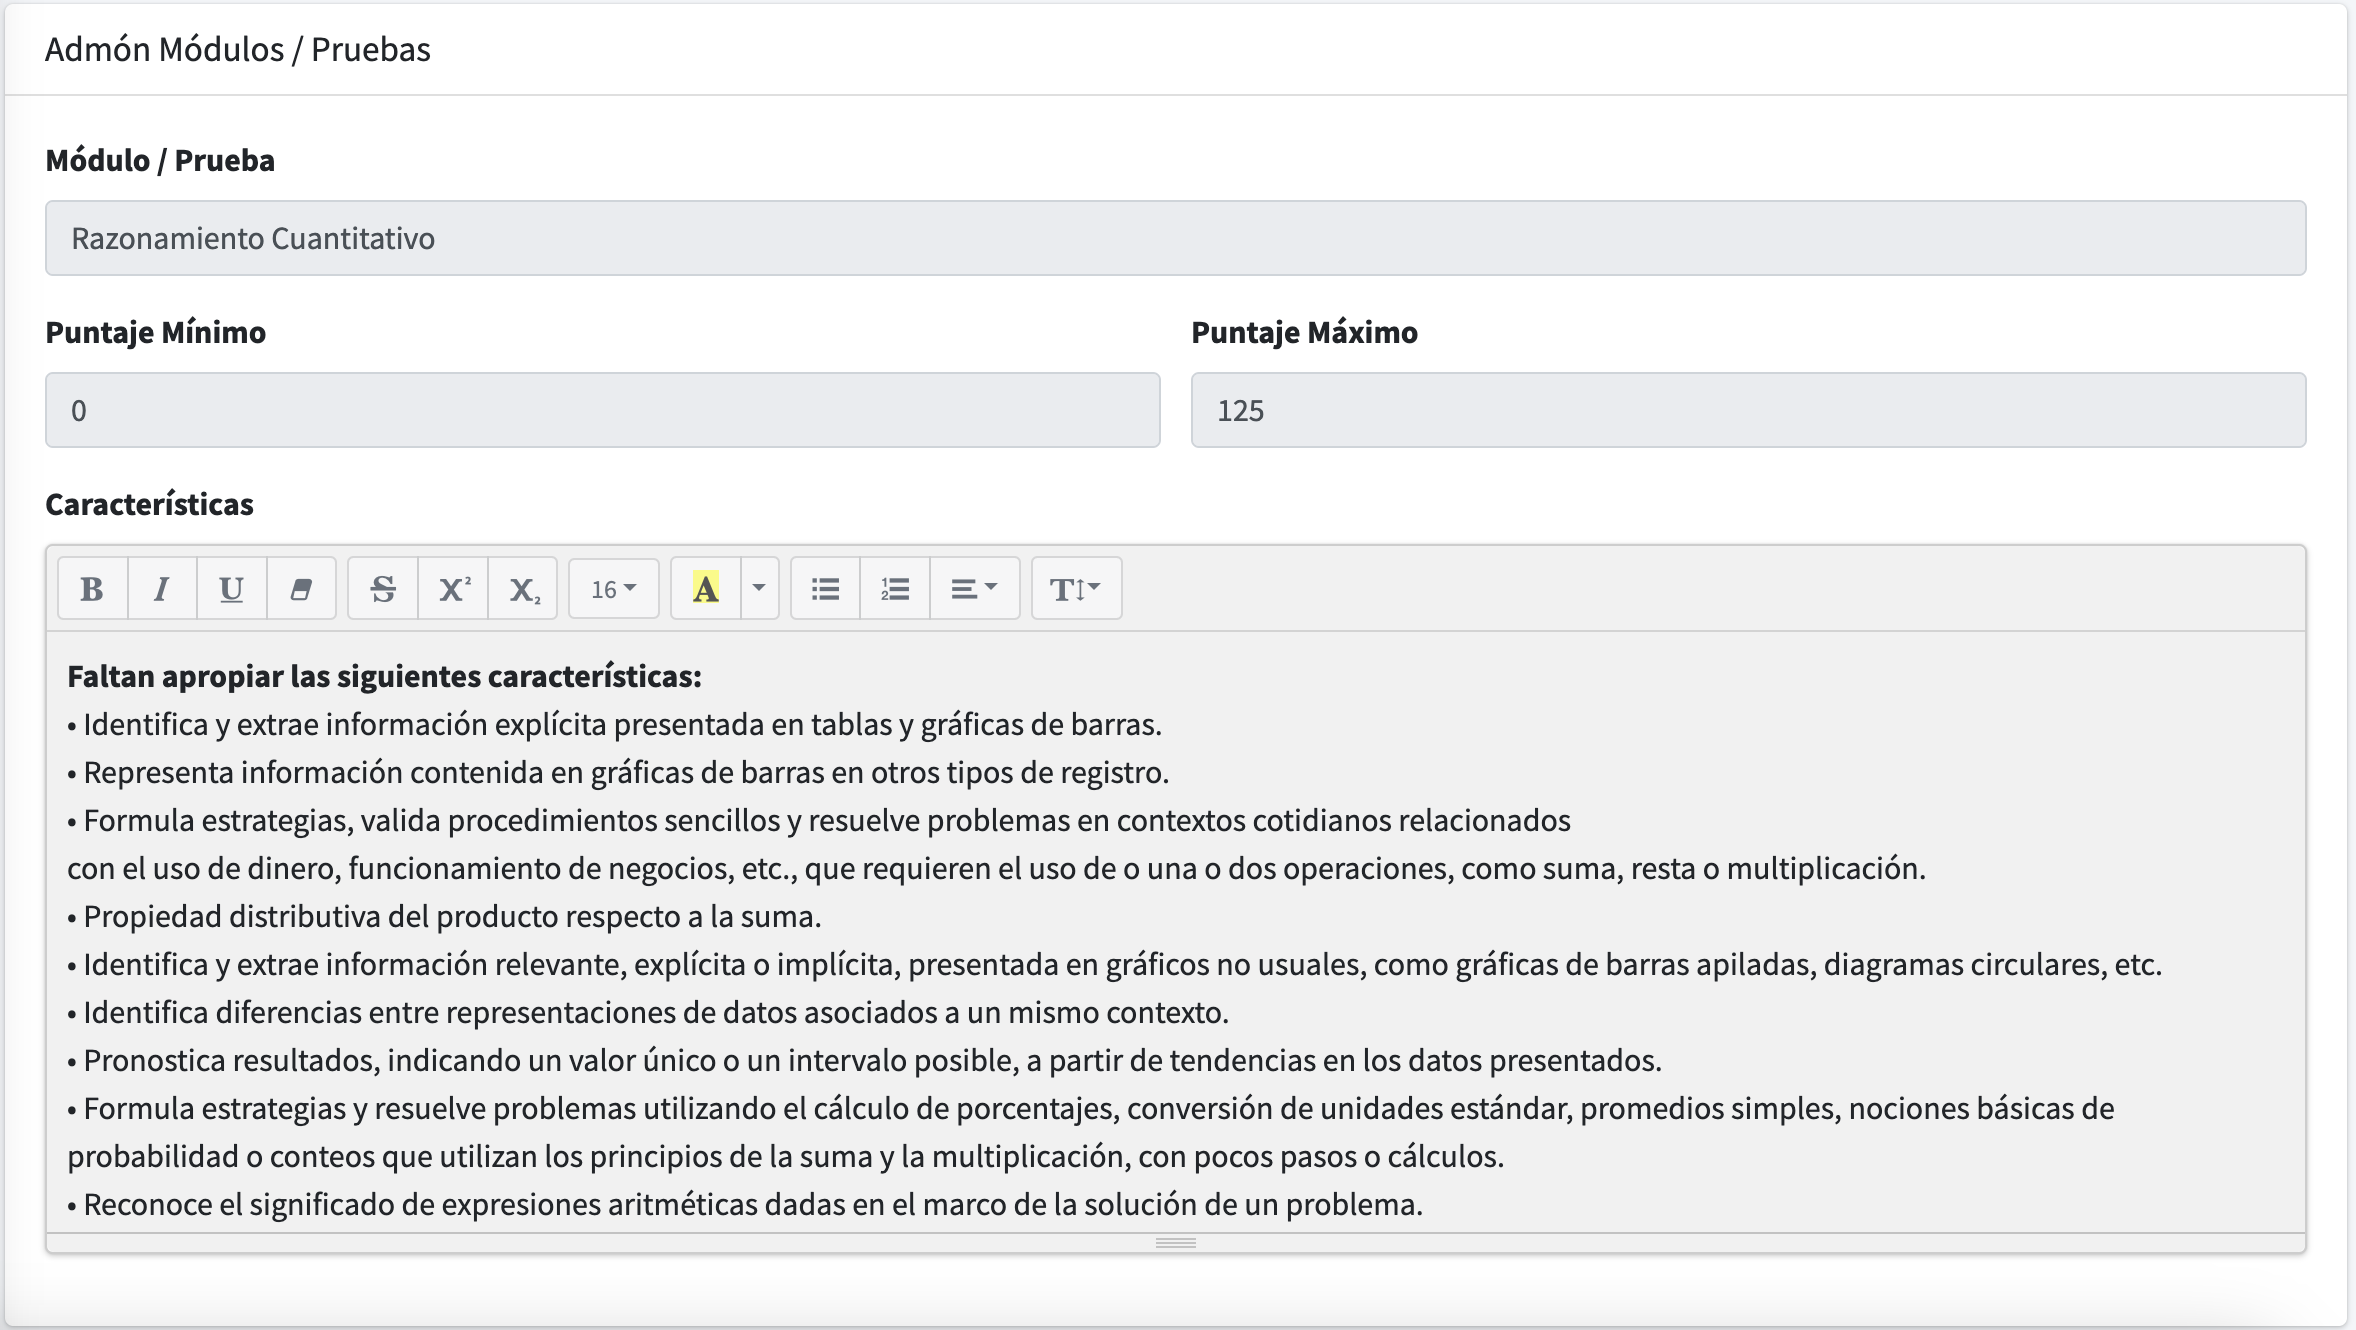 Admón Módulos / Pruebas
Módulo / Prueba
Razonamiento Cuantitativo
Puntaje Mínimo
Puntaje Máximo
0
125
Características
B I U S X² X₂ 16 A T
Faltan apropiar las siguientes características:
• Identifica y extrae información explícita presentada en tablas y gráficas de barras.
• Representa información contenida en gráficas de barras en otros tipos de registro.
• Formula estrategias, valida procedimientos sencillos y resuelve problemas en contextos cotidianos relacionados
con el uso de dinero, funcionamiento de negocios, etc., que requieren el uso de o una o dos operaciones, como suma, resta o multiplicación.
• Propiedad distributiva del producto respecto a la suma.
• Identifica y extrae información relevante, explícita o implícita, presentada en gráficos no usuales, como gráficas de barras apiladas, diagramas circulares, etc.
• Identifica diferencias entre representaciones de datos asociados a un mismo contexto.
• Pronostica resultados, indicando un valor único o un intervalo posible, a partir de tendencias en los datos presentados.
• Formula estrategias y resuelve problemas utilizando el cálculo de porcentajes, conversión de unidades estándar, promedios simples, nociones básicas de
probabilidad o conteos que utilizan los principios de la suma y la multiplicación, con pocos pasos o cálculos.
• Reconoce el significado de expresiones aritméticas dadas en el marco de la solución de un problema.